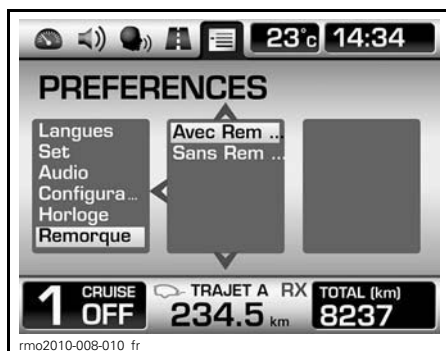 23°c 14:34
PREFERENCES
Langues
Set
Audio
Configura...
Horloge
Remorque
Avec Rem ...
Sans Rem ...
1 CRUISE OFF
TRAJET A RX
234.5 km
TOTAL (km)
8237
rmo2010-008-010_fr